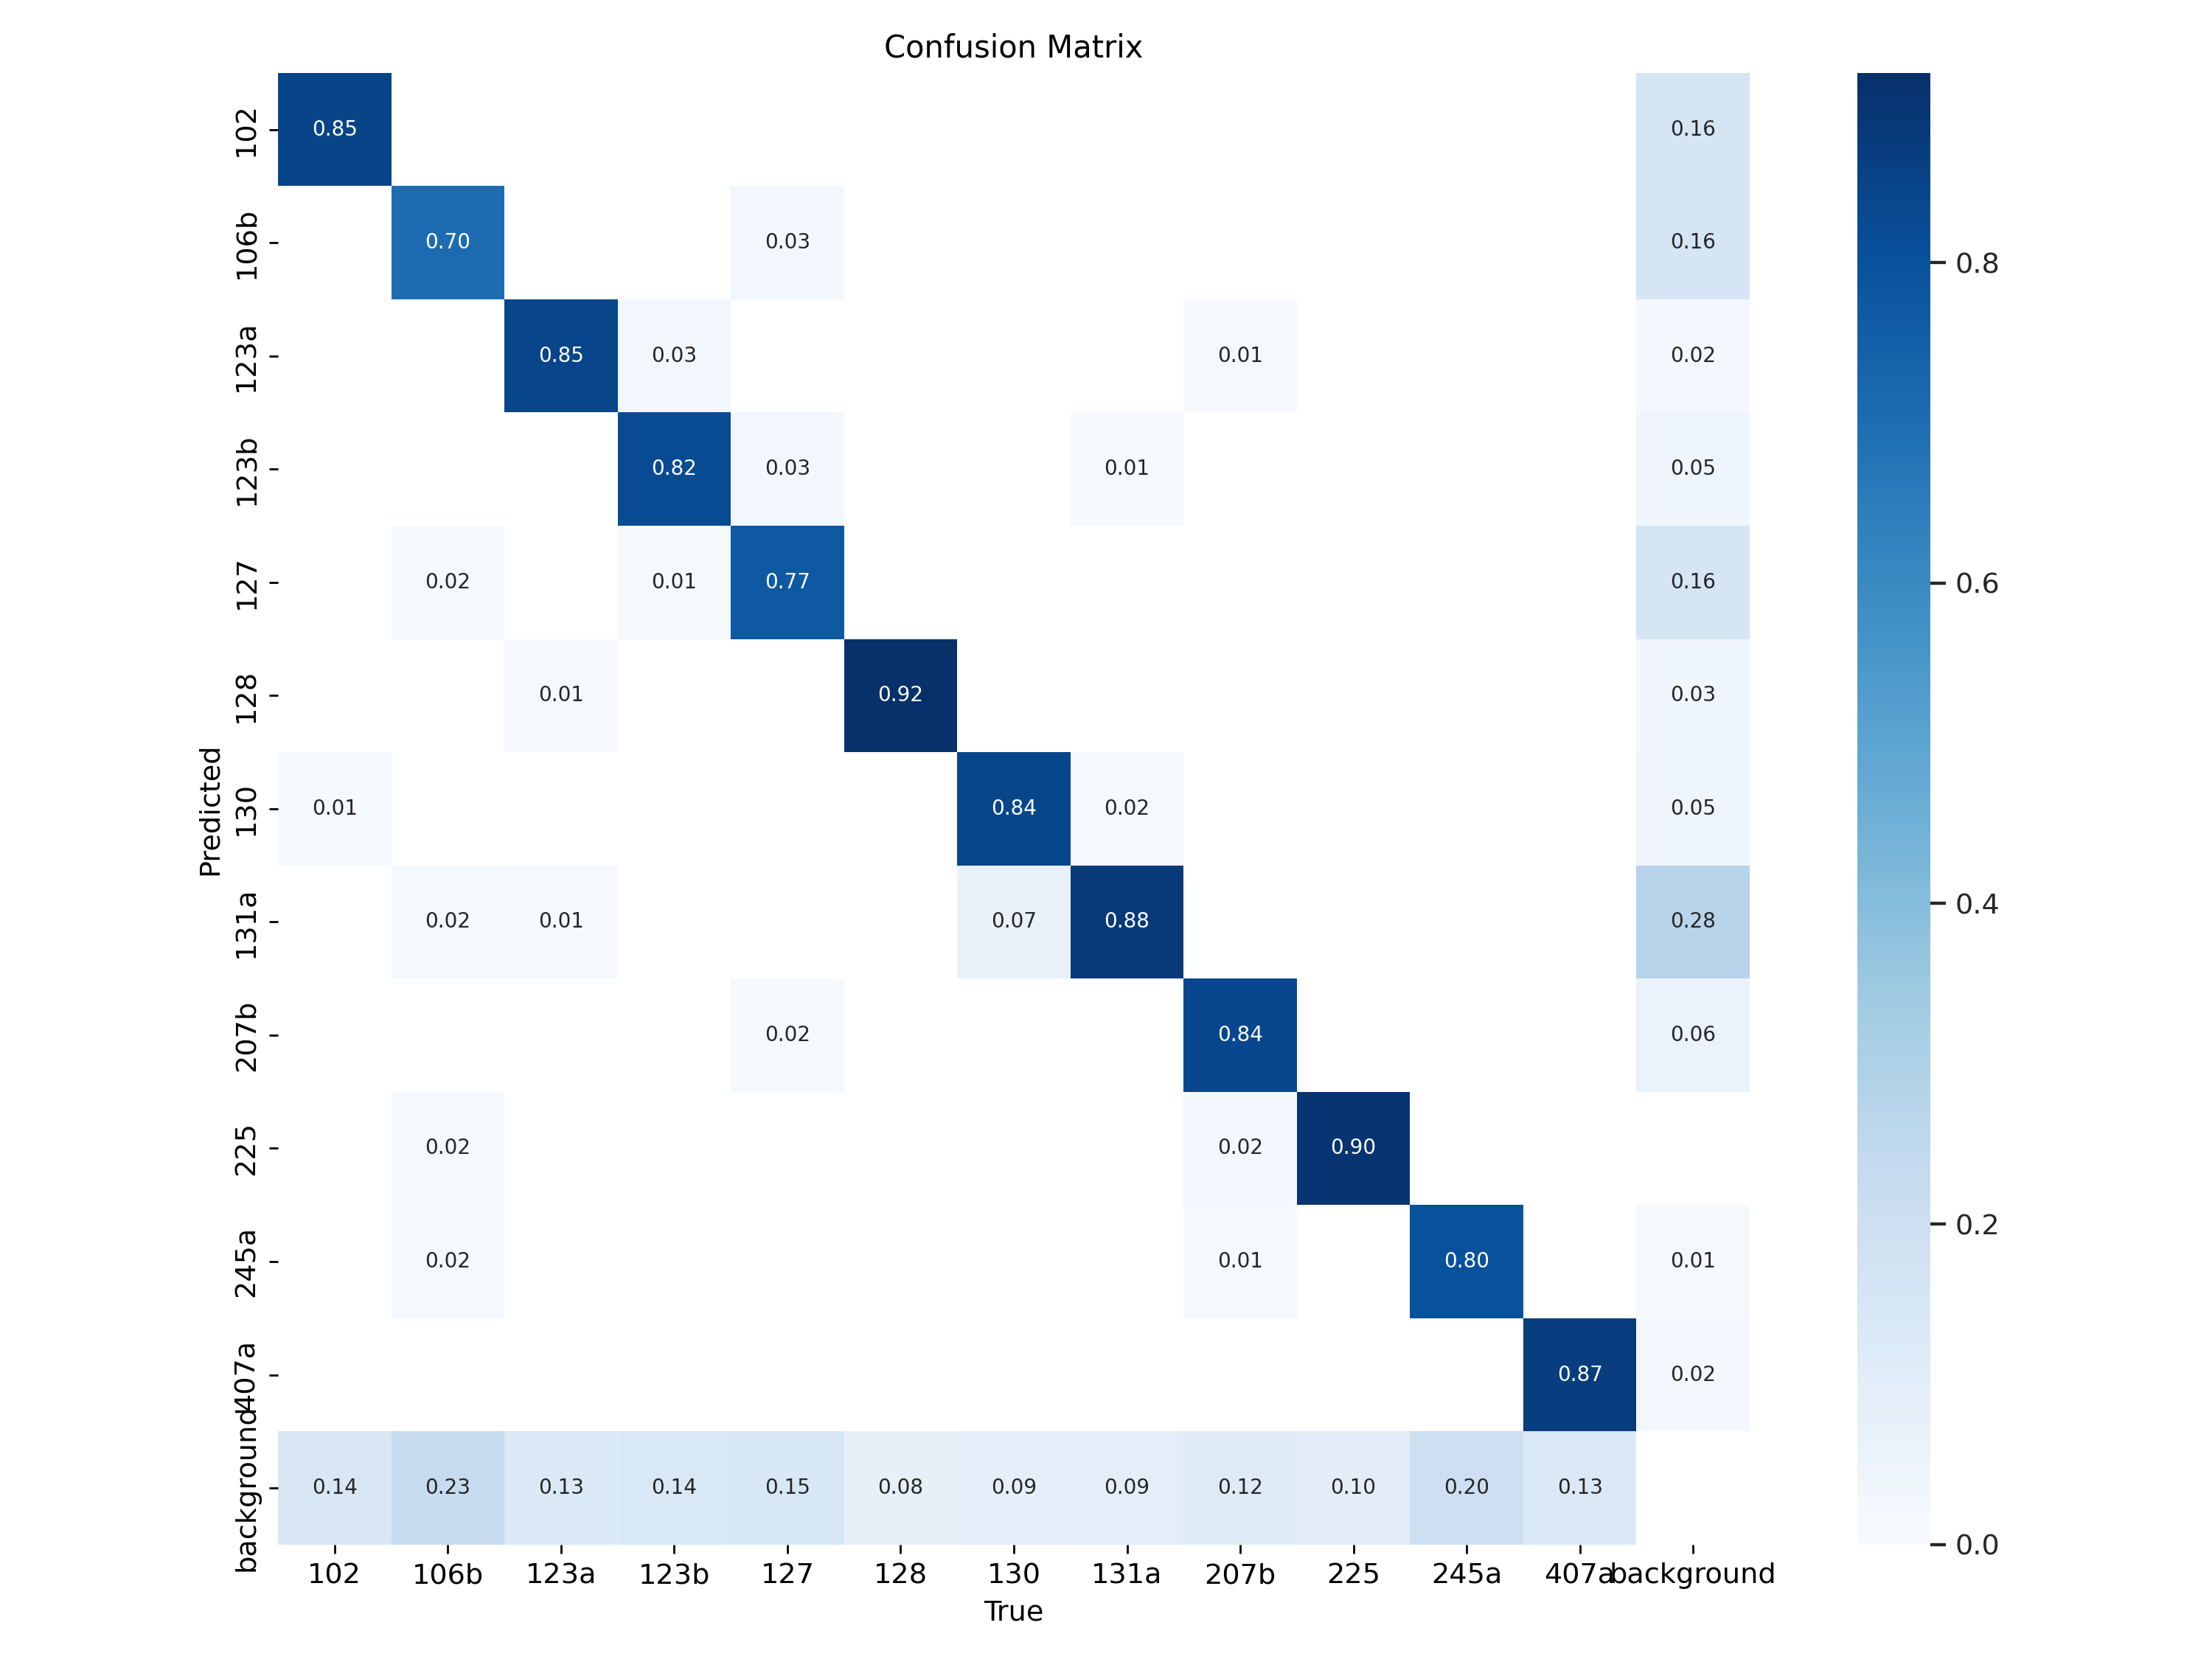 Confusion Matrix
102 0.85 0.16
106b 0.70 0.03 0.16
0.8
123a 0.85 0.03 0.01 0.02
123b 0.82 0.03 0.01 0.05
127 0.02 0.01 0.77 0.16
0.6
128 0.01 0.92 0.03
Predicted
130 0.01 0.84 0.02 0.05
131a 0.02 0.01 0.07 0.88 0.28
0.4
207b 0.02 0.84 0.06
225 0.02 0.02 0.90
0.2
245a 0.02 0.01 0.80 0.01
407a 0.87 0.02
background 0.14 0.23 0.13 0.14 0.15 0.08 0.09 0.09 0.12 0.10 0.20 0.13
0.0
102 106b 123a 123b 127 128 130 131a 207b 225 245a 407a background
True